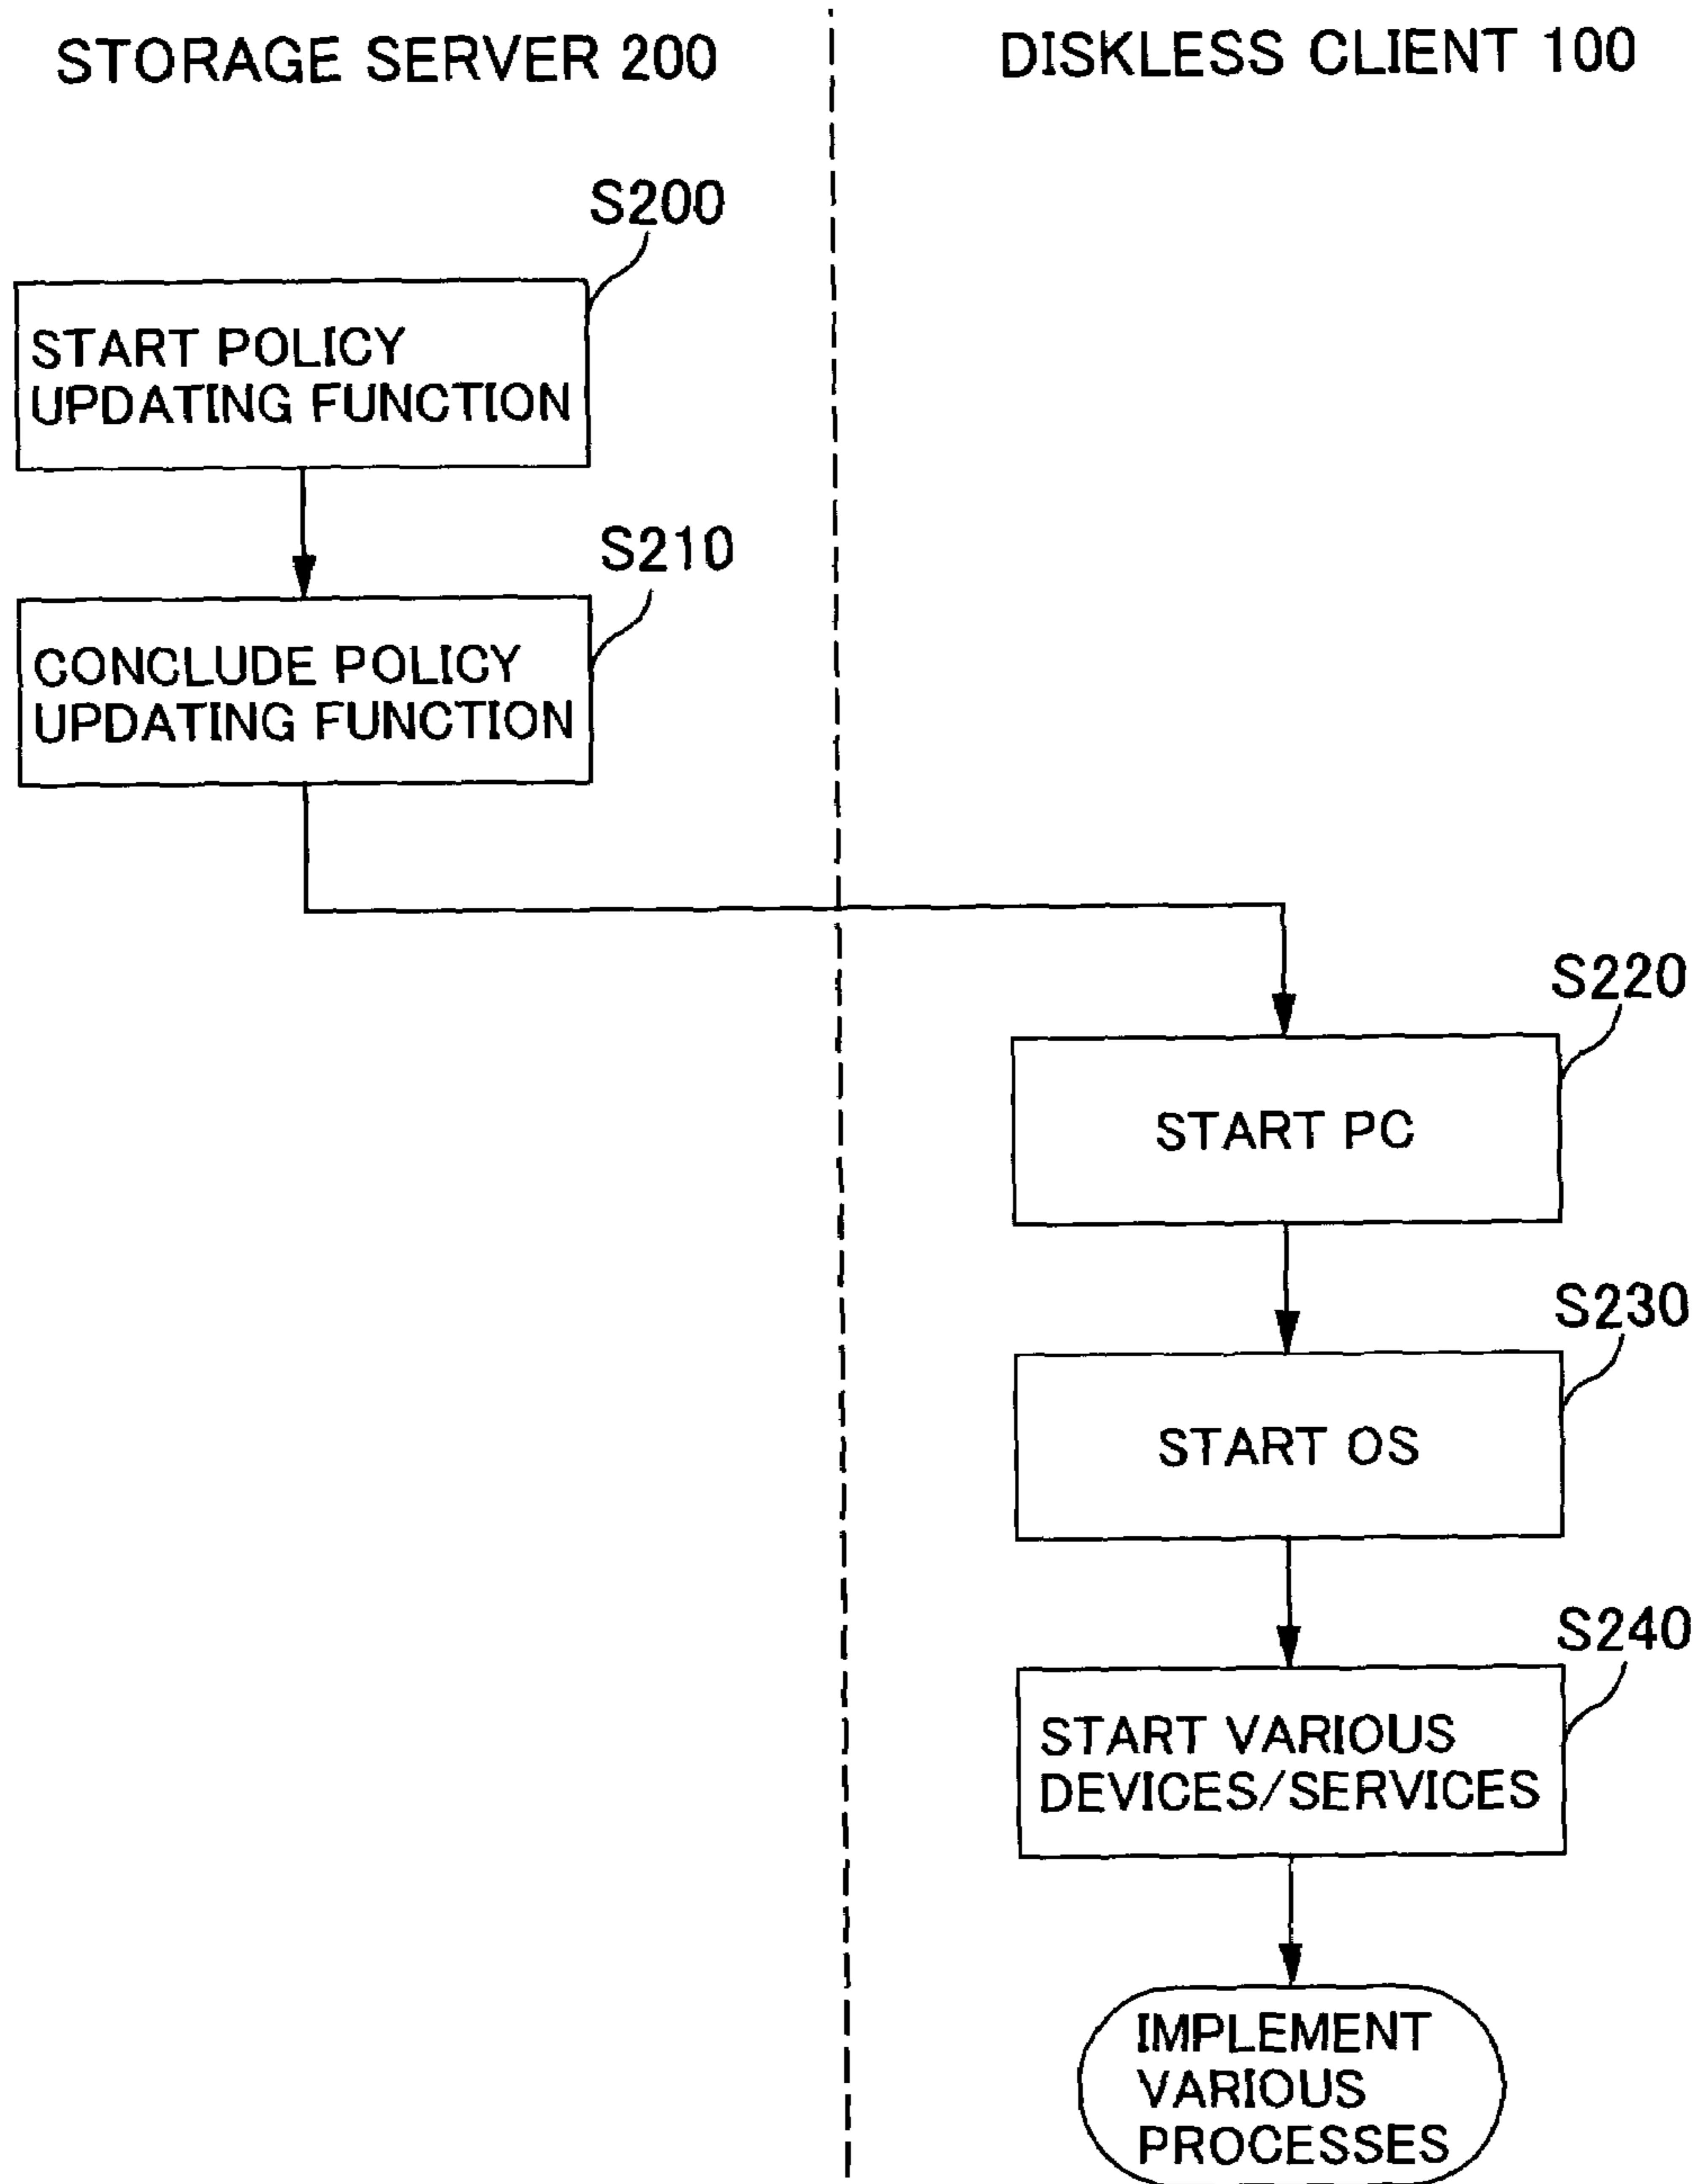 STORAGE SERVER 200
DISKLESS CLIENT 100
S200
START POLICY
UPDATING FUNCTION
S210
CONCLUDE POLICY
UPDATING FUNCTION
S220
START PC
S230
START OS
S240
START VARIOUS
DEVICES/SERVICES
IMPLEMENT
VARIOUS
PROCESSES